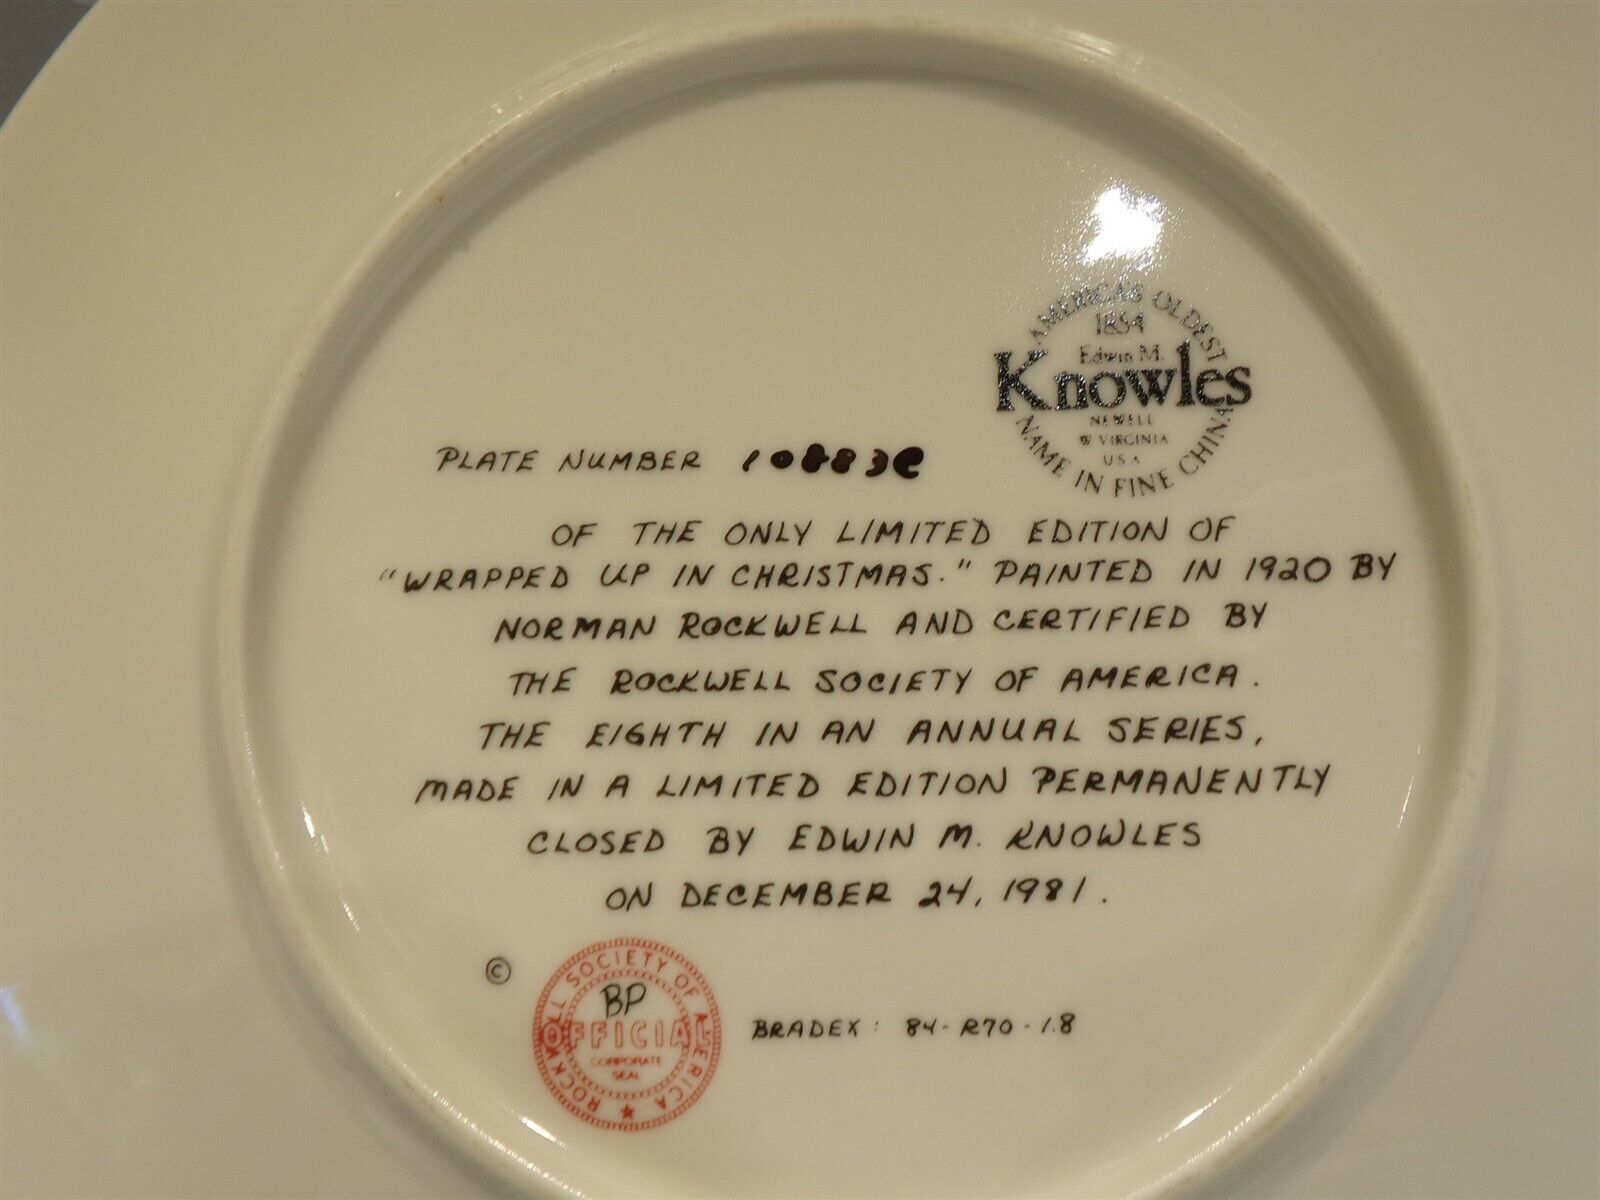 AMERICA'S OLDEST
1854
Edwin M.
Knowles
NEWELL
W VIRGINIA
USA
NAME IN FINE CHINA
PLATE NUMBER
OF THE ONLY LIMITED EDITION OF
"WRAPPED UP IN CHRISTMAS." PAINTED IN 1920 BY
NORMAN ROCKWELL AND CERTIFIED BY
THE ROCKWELL SOCIETY OF AMERICA.
THE EIGHTH IN AN ANNUAL SERIES,
MADE IN A LIMITED EDITION PERMANENTLY
CLOSED BY EDWIN M. KNOWLES
ON DECEMBER 24, 1981.
©
ROCKWELL SOCIETY OF AMERICA
BP
OFFICIAL
CORPORATE
SEAL
BRADEX: 84-R70-1.8